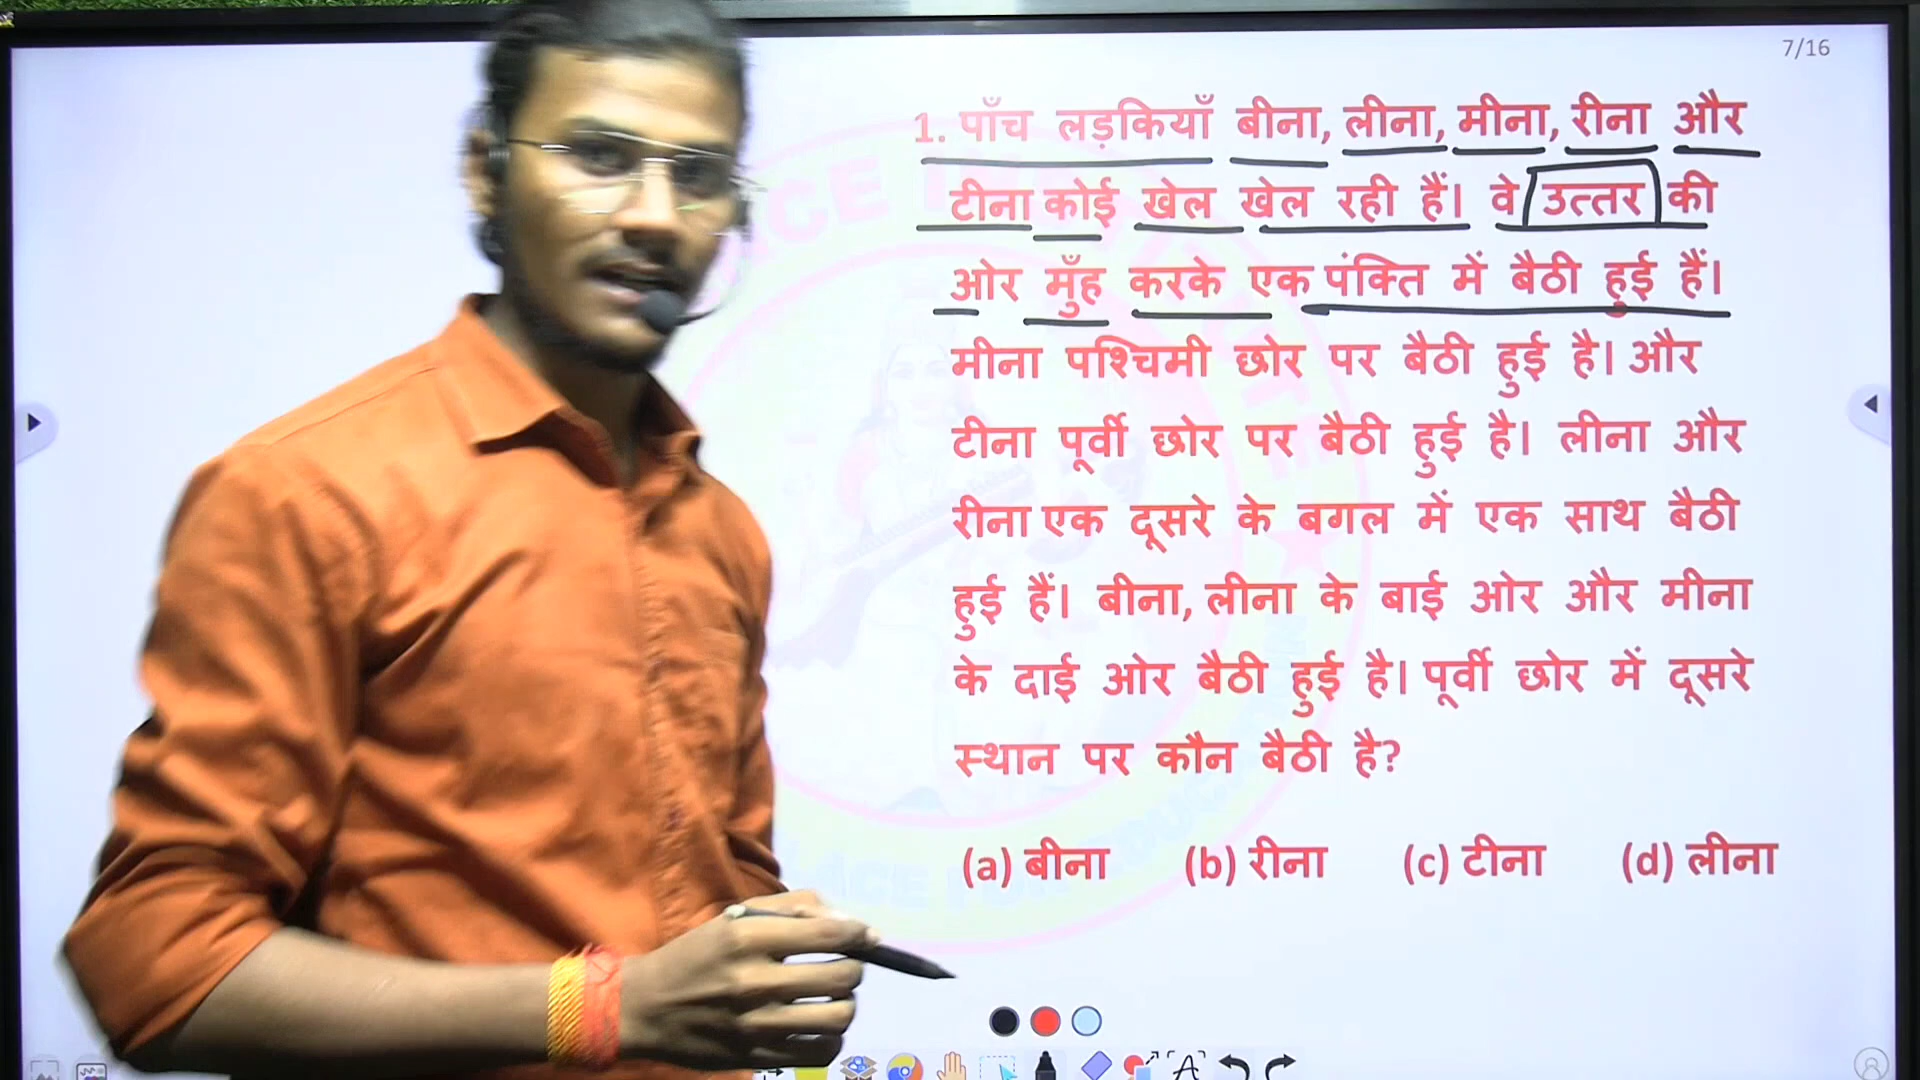 7/16
1. पाँच लड़कियाँ बीना, लीना, मीना, रीना और
टीना कोई खेल खेल रही हैं। वे उत्तर की
ओर मुँह करके एक पंक्ति में बैठी हुई हैं।
मीना पश्चिमी छोर पर बैठी हुई है। और
टीना पूर्वी छोर पर बैठी हुई है। लीना और
रीना एक दूसरे के बगल में एक साथ बैठी
हुई हैं। बीना, लीना के बाई ओर और मीना
के दाई ओर बैठी हुई है। पूर्वी छोर में दूसरे
स्थान पर कौन बैठी है?
(a) बीना (b) रीना (c) टीना (d) लीना